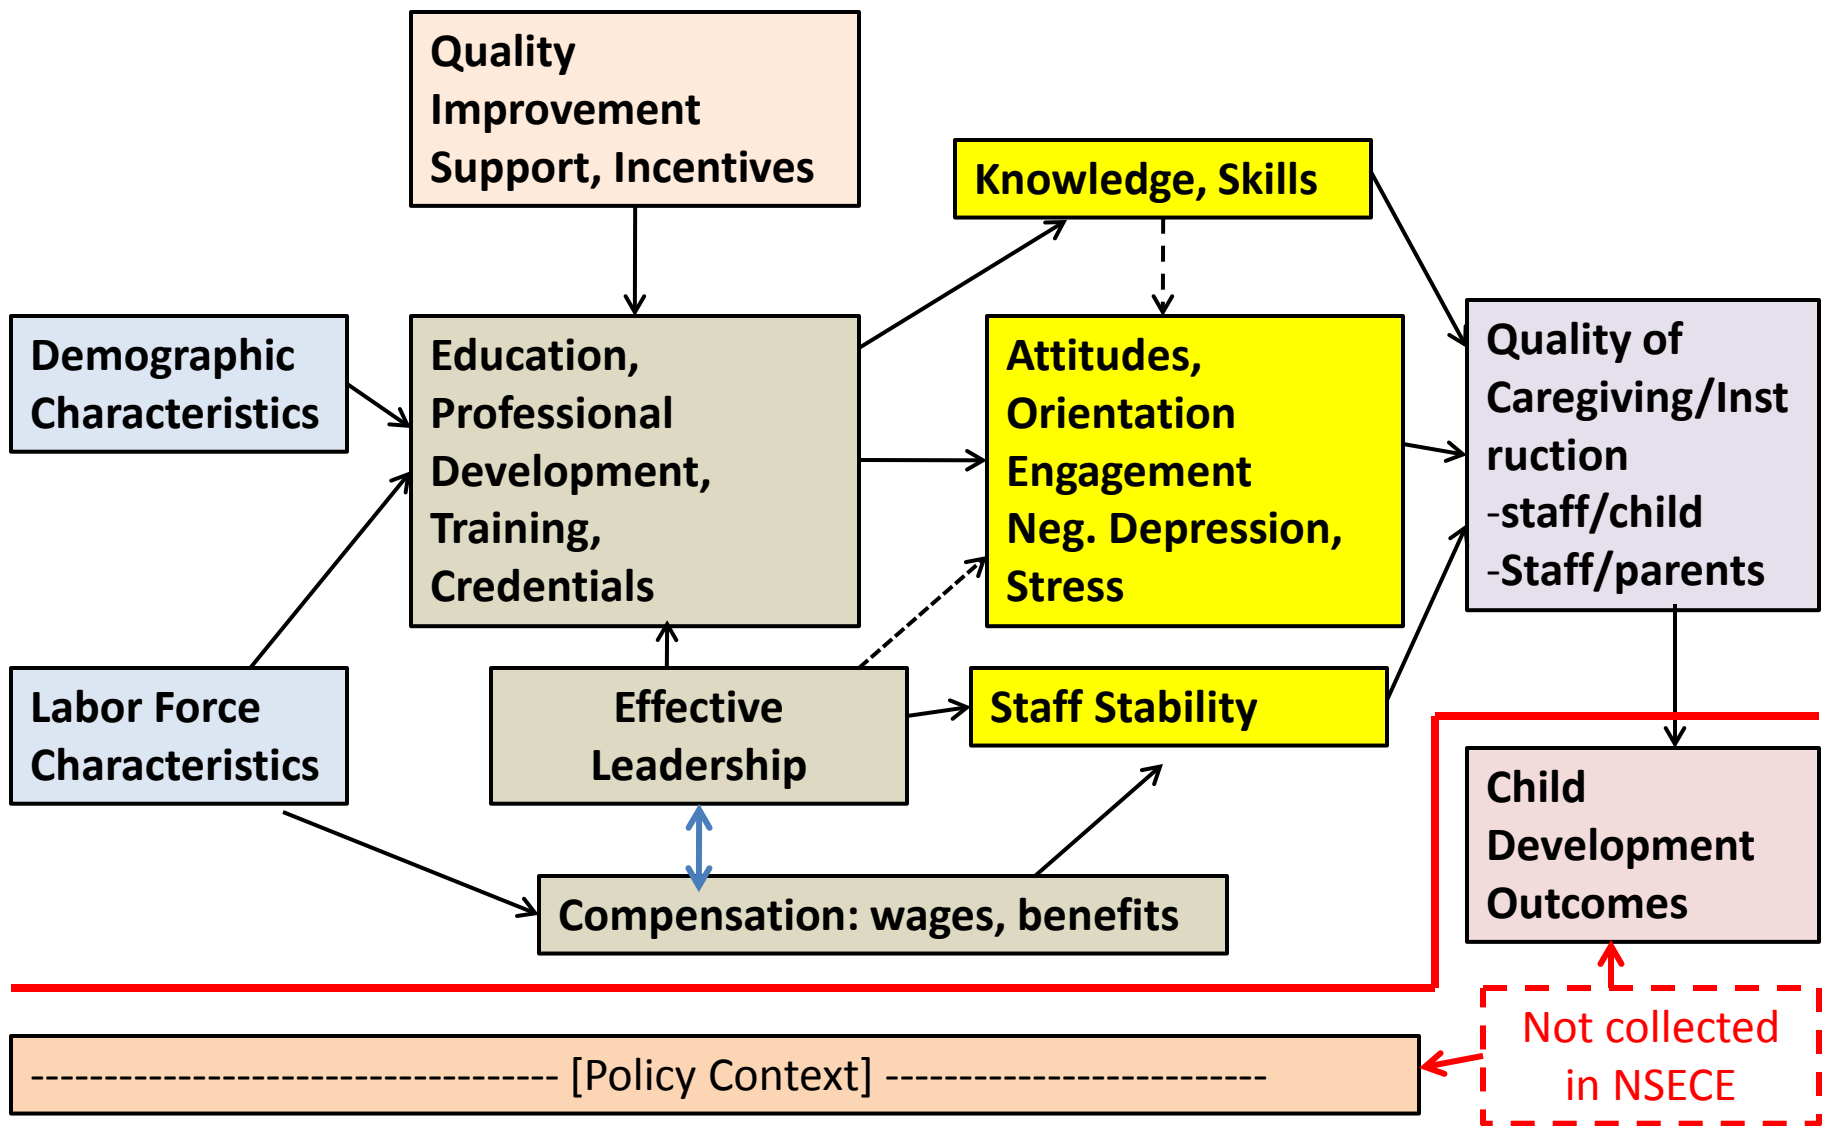 Quality
Improvement
Support, Incentives
Knowledge, Skills
Demographic
Characteristics
Education,
Professional
Development,
Training,
Credentials
Attitudes,
Orientation
Engagement
Neg. Depression,
Stress
Quality of
Caregiving/Inst
ruction
-staff/child
-Staff/parents
Labor Force
Characteristics
Effective
Leadership
Staff Stability
Child
Development
Outcomes
Compensation: wages, benefits
Not collected
in NSECE
------------------------------------ [Policy Context] --------------------------